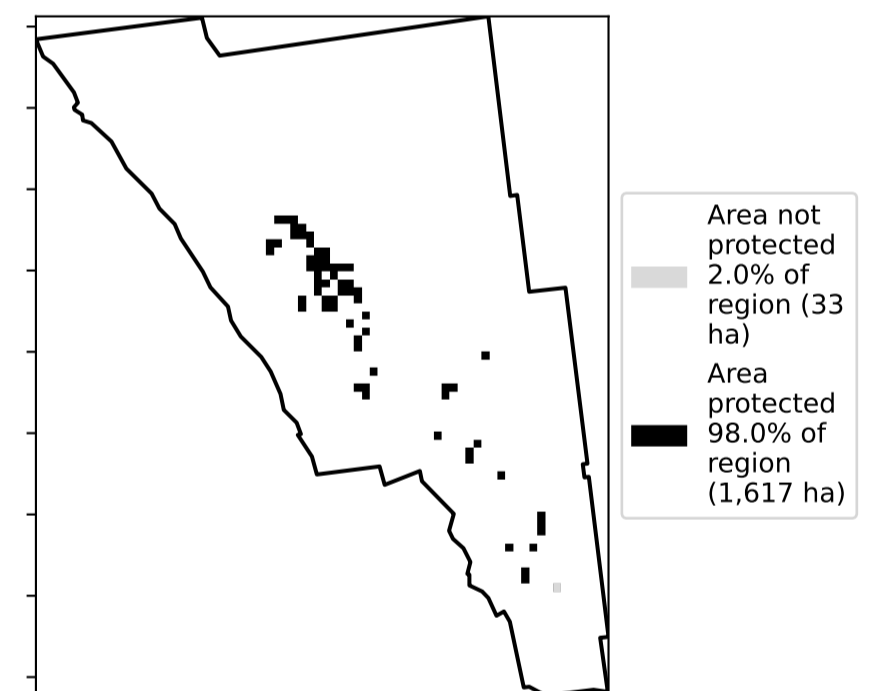 Area not
protected
2.0% of
region (33
ha)
Area
protected
98.0% of
region
(1,617 ha)